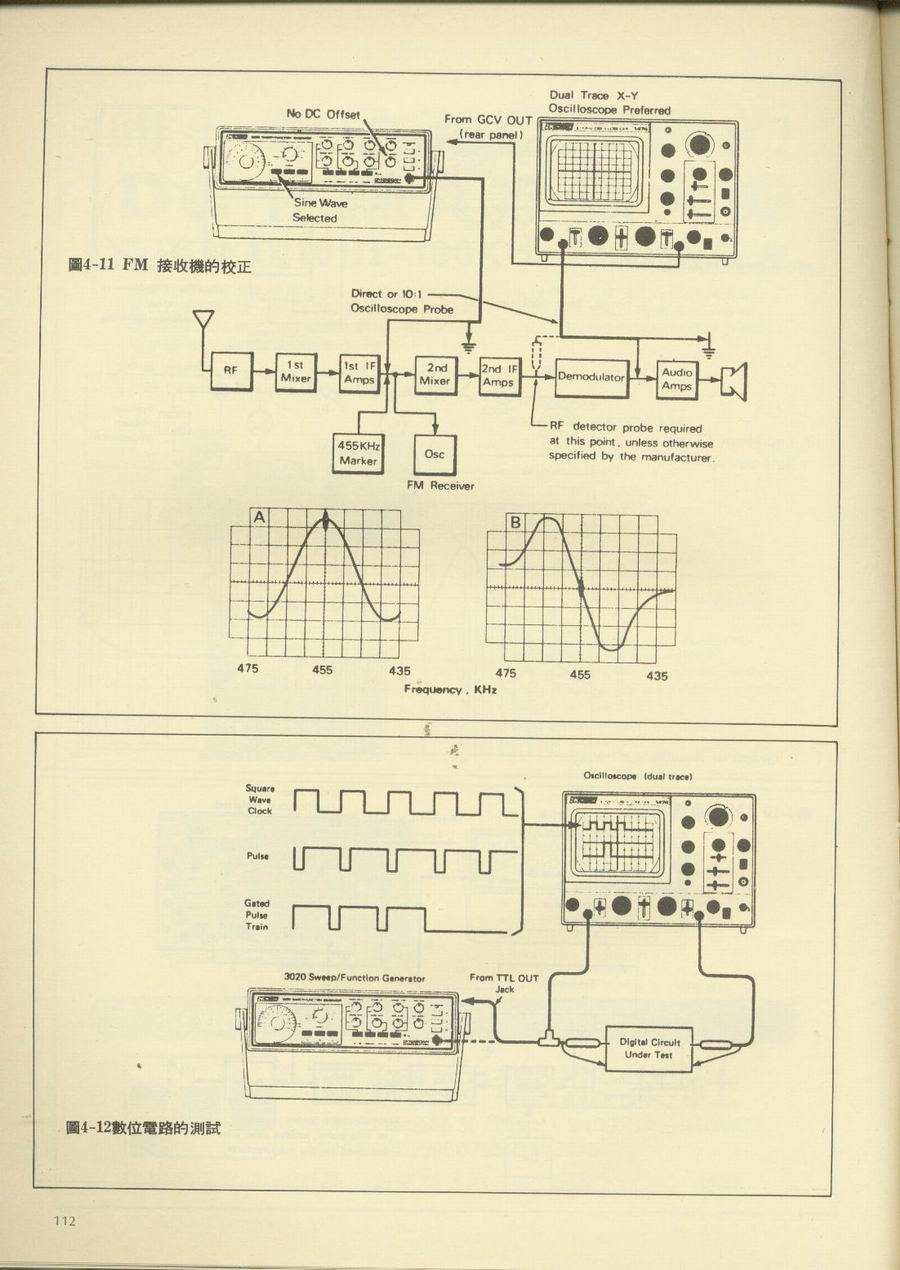 Dual Trace X-Y
Oscilloscope Preferred
No DC Offset
From GCV OUT
(rear panel)
Sine Wave
Selected
圖4-11 FM 接收機的校正
Direct or 10:1
Oscilloscope Probe
RF
1st
Mixer
1st IF
Amps
2nd
Mixer
2nd IF
Amps
Demodulator
Audio
Amps
455KHz
Marker
Osc
FM Receiver
RF detector probe required
at this point, unless otherwise
specified by the manufacturer.
A
B
475 455 435
475 455 435
Frequency, KHz
Oscilloscope (dual trace)
Square
Wave
Clock
Pulse
Gated
Pulse
Train
3020 Sweep/Function Generator
From TTL OUT
Jack
Digital Circuit
Under Test
圖4-12數位電路的測試
112